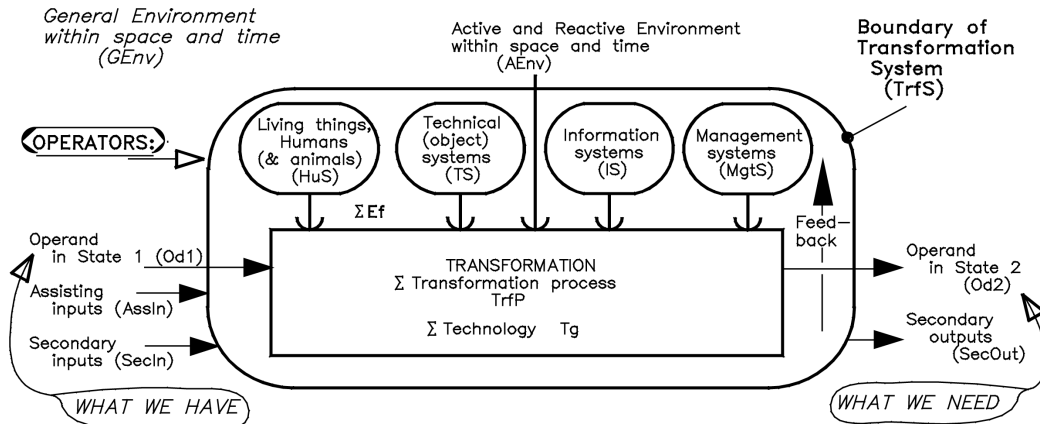 General Environment
within space and time
(GEnv)
Active and Reactive Environment
within space and time
(AEnv)
Boundary of
Transformation
System
(TrfS)
OPERATORS:
Living things,
Humans
(& animals)
(HuS)
Technical
(object)
systems
(TS)
Information
systems
(IS)
Management
systems
(MgtS)
Σ Ef
Feed-
back
Operand
in State 1 (Od1)
Assisting
inputs (AssIn)
Secondary
inputs (SecIn)
TRANSFORMATION
Σ Transformation process
TrfP
Σ Technology Tg
Operand
in State 2
(Od2)
Secondary
outputs
(SecOut)
WHAT WE HAVE
WHAT WE NEED